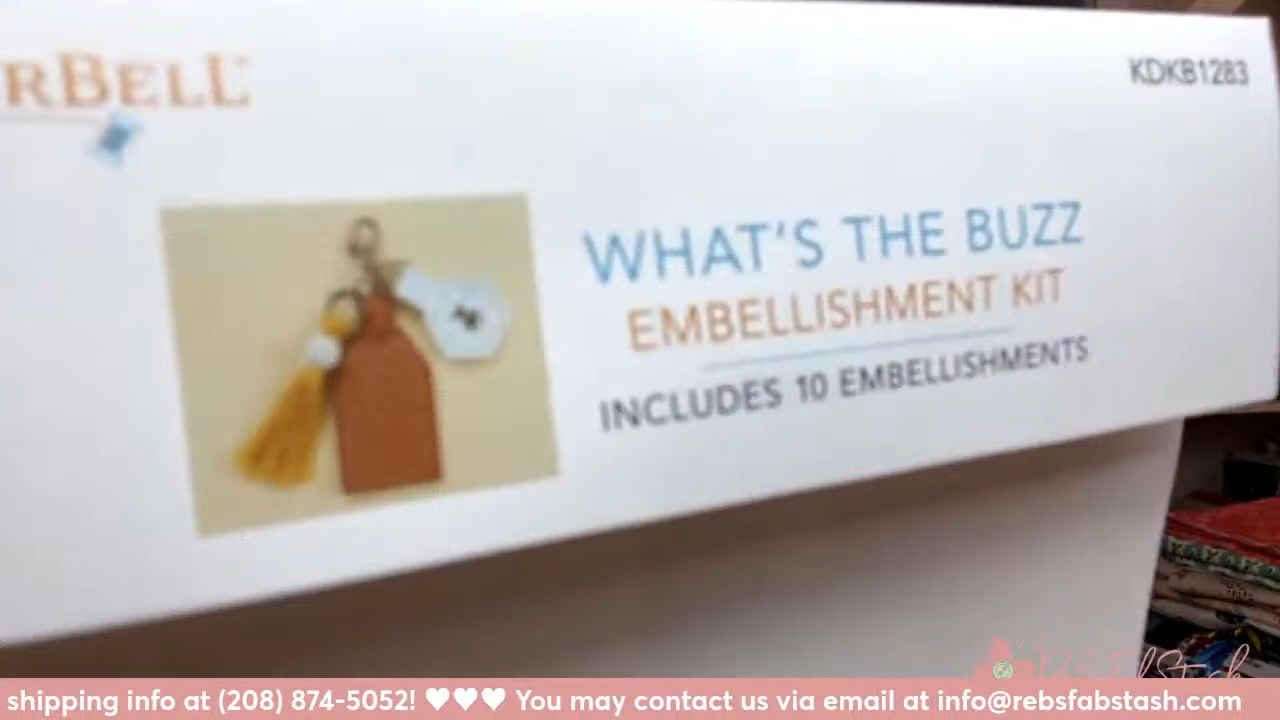 RBELL
KDKB1283
WHAT'S THE BUZZ
EMBELLISHMENT KIT
INCLUDES 10 EMBELLISHMENTS
shipping info at (208) 874-5052! ♥♥♥ You may contact us via email at info@rebsfabstash.com